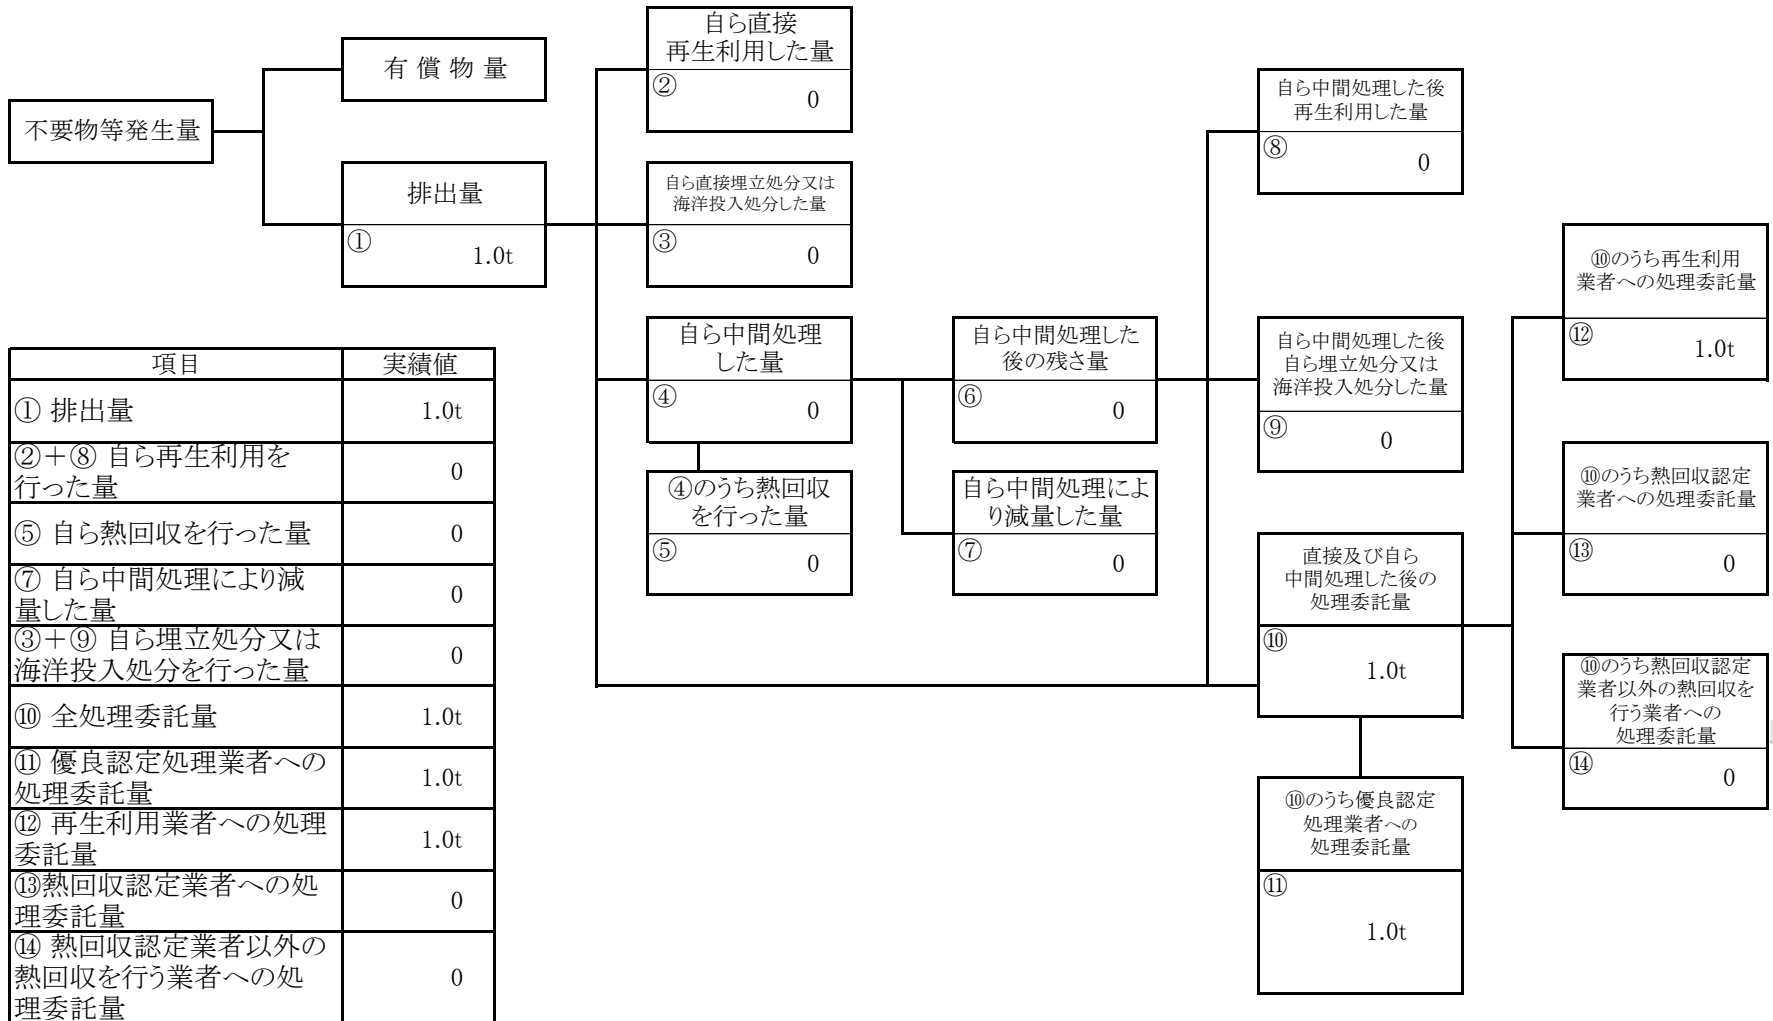 不要物等発生量
有 償 物 量
排出量
①
1.0t
自ら直接
再生利用した量
②
0
自ら直接埋立処分又は
海洋投入処分した量
③
0
自ら中間処理
した量
④
0
④のうち熱回収
を行った量
⑤
0
自ら中間処理した
後の残さ量
⑥
0
自ら中間処理によ
り減量した量
⑦
0
自ら中間処理した後
再生利用した量
⑧
0
自ら中間処理した後
自ら埋立処分又は
海洋投入処分した量
⑨
0
直接及び自ら
中間処理した後の
処理委託量
⑩
1.0t
⑩のうち優良認定
処理業者への
処理委託量
⑪
1.0t
⑩のうち再生利用
業者への処理委託量
⑫
1.0t
⑩のうち熱回収認定
業者への処理委託量
⑬
0
⑩のうち熱回収認定
業者以外の熱回収を
行う業者への
処理委託量
⑭
0
項目 実績値
① 排出量 1.0t
②＋⑧ 自ら再生利用を
行った量 0
⑤ 自ら熱回収を行った量 0
⑦ 自ら中間処理により減
量した量 0
③＋⑨ 自ら埋立処分又は
海洋投入処分を行った量 0
⑩ 全処理委託量 1.0t
⑪ 優良認定処理業者への
処理委託量 1.0t
⑫ 再生利用業者への処理
委託量 1.0t
⑬熱回収認定業者への処
理委託量 0
⑭ 熱回収認定業者以外の
熱回収を行う業者への処
理委託量 0